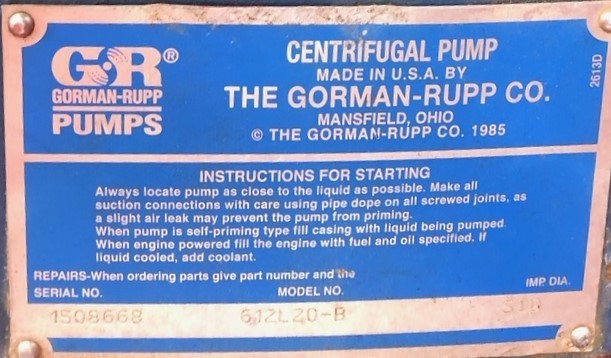 GR®
GORMAN-RUPP
PUMPS
CENTRIFUGAL PUMP
MADE IN U.S.A. BY
THE GORMAN-RUPP CO.
MANSFIELD, OHIO
© THE GORMAN-RUPP CO. 1985
2613D
INSTRUCTIONS FOR STARTING
Always locate pump as close to the liquid as possible. Make all
suction connections with care using pipe dope on all screwed joints, as
a slight air leak may prevent the pump from priming.
When pump is self-priming type fill casing with liquid being pumped.
When engine powered fill the engine with fuel and oil specified. If
liquid cooled, add coolant.
REPAIRS-When ordering parts give part number and the
SERIAL NO. MODEL NO. IMP. DIA.
1508668 612L20-B